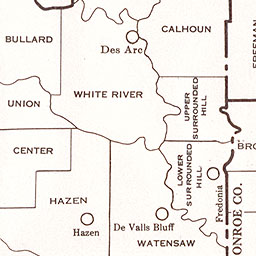 CALHOUN
BULLARD
FREEMAN
Des Arc
WHITE RIVER
UPPER
SURROUNDED
HILL
UNION
CENTER
LOWER
SURROUNDED
HILL
BRO
Fredonia
HAZEN
Hazen
De Valls Bluff
WATENSAW
ONROE CO.